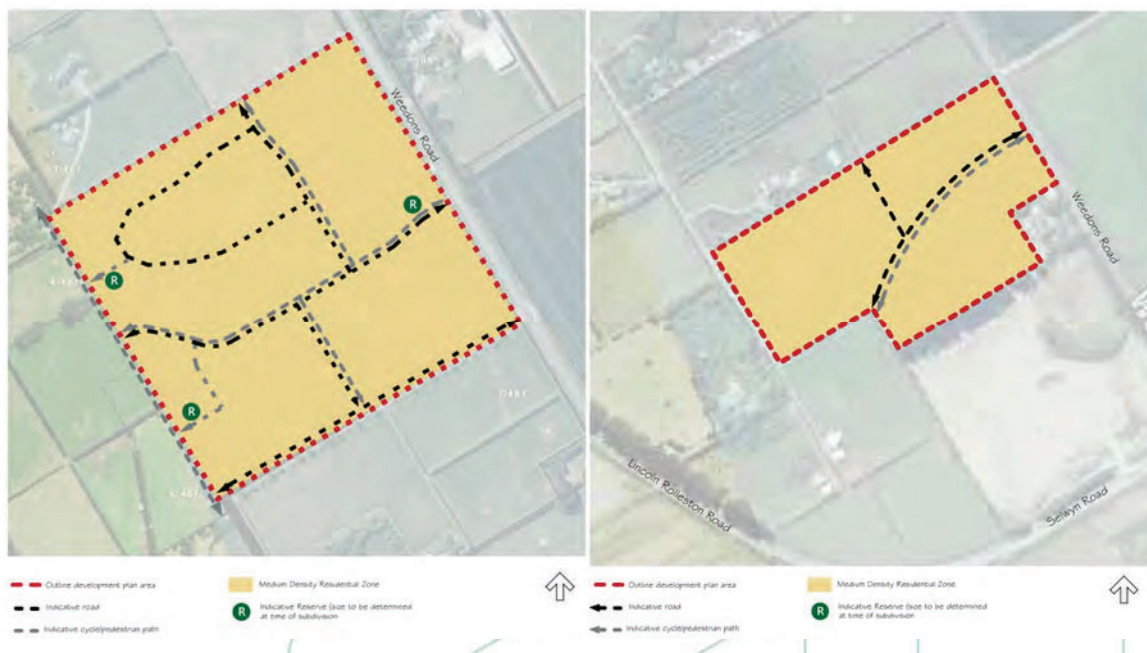 Weedons Road
R
R
R
Outline development plan area
Indicative road
Indicative cycle/pedestrian path
Medium Density Residential Zone
R
Indicative Reserve (size to be determined
at time of subdivision
Weedons Road
Lincoln Rolleston Road
Selwyn Road
Outline development plan area
Indicative road
Indicative cycle/pedestrian path
Medium Density Residential Zone
R
Indicative Reserve (size to be determined
at time of subdivision